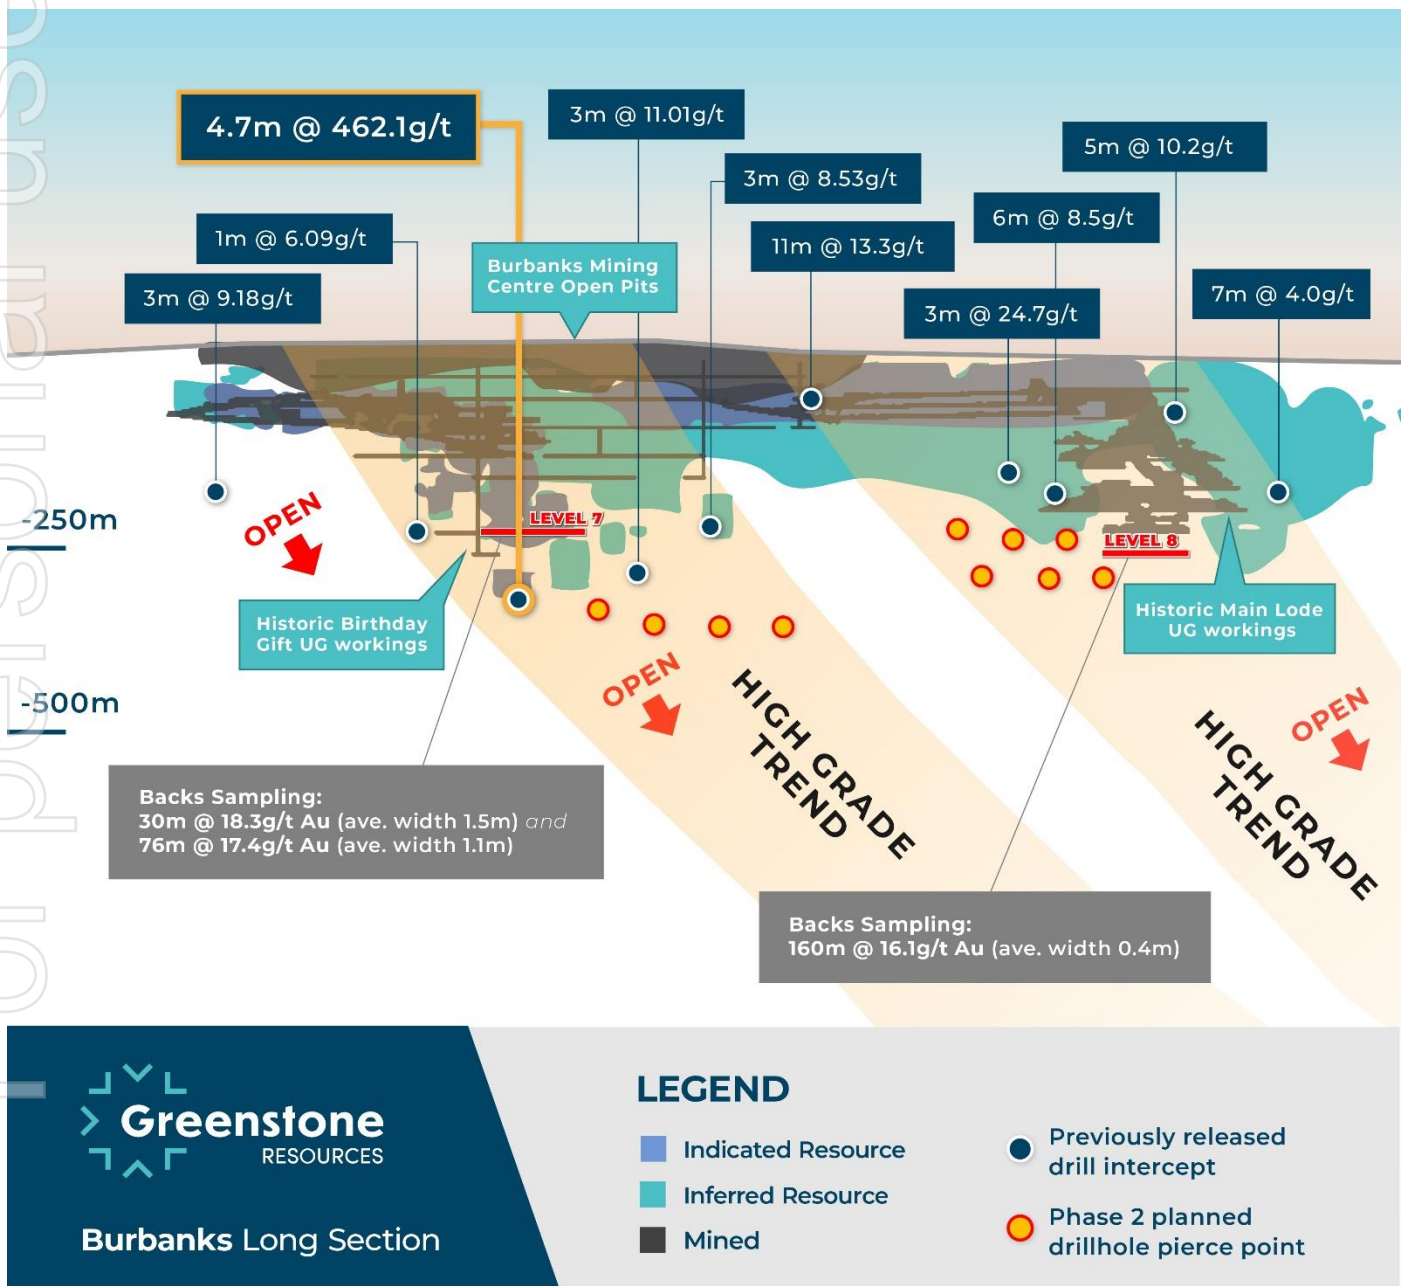 For personal use
4.7m @ 462.1g/t
3m @ 11.01g/t
5m @ 10.2g/t
3m @ 8.53g/t
6m @ 8.5g/t
1m @ 6.09g/t
11m @ 13.3g/t
Burbanks Mining
Centre Open Pits
3m @ 9.18g/t
3m @ 24.7g/t
7m @ 4.0g/t
-250m
OPEN
LEVEL 7
LEVEL 8
Historic Birthday
Gift UG workings
Historic Main Lode
UG workings
-500m
OPEN
HIGH GRADE
TREND
OPEN
HIGH GRADE
TREND
Backs Sampling:
30m @ 18.3g/t Au (ave. width 1.5m) and
76m @ 17.4g/t Au (ave. width 1.1m)
Backs Sampling:
160m @ 16.1g/t Au (ave. width 0.4m)
Greenstone
RESOURCES
Burbanks Long Section
LEGEND
Indicated Resource
Inferred Resource
Mined
Previously released
drill intercept
Phase 2 planned
drillhole pierce point